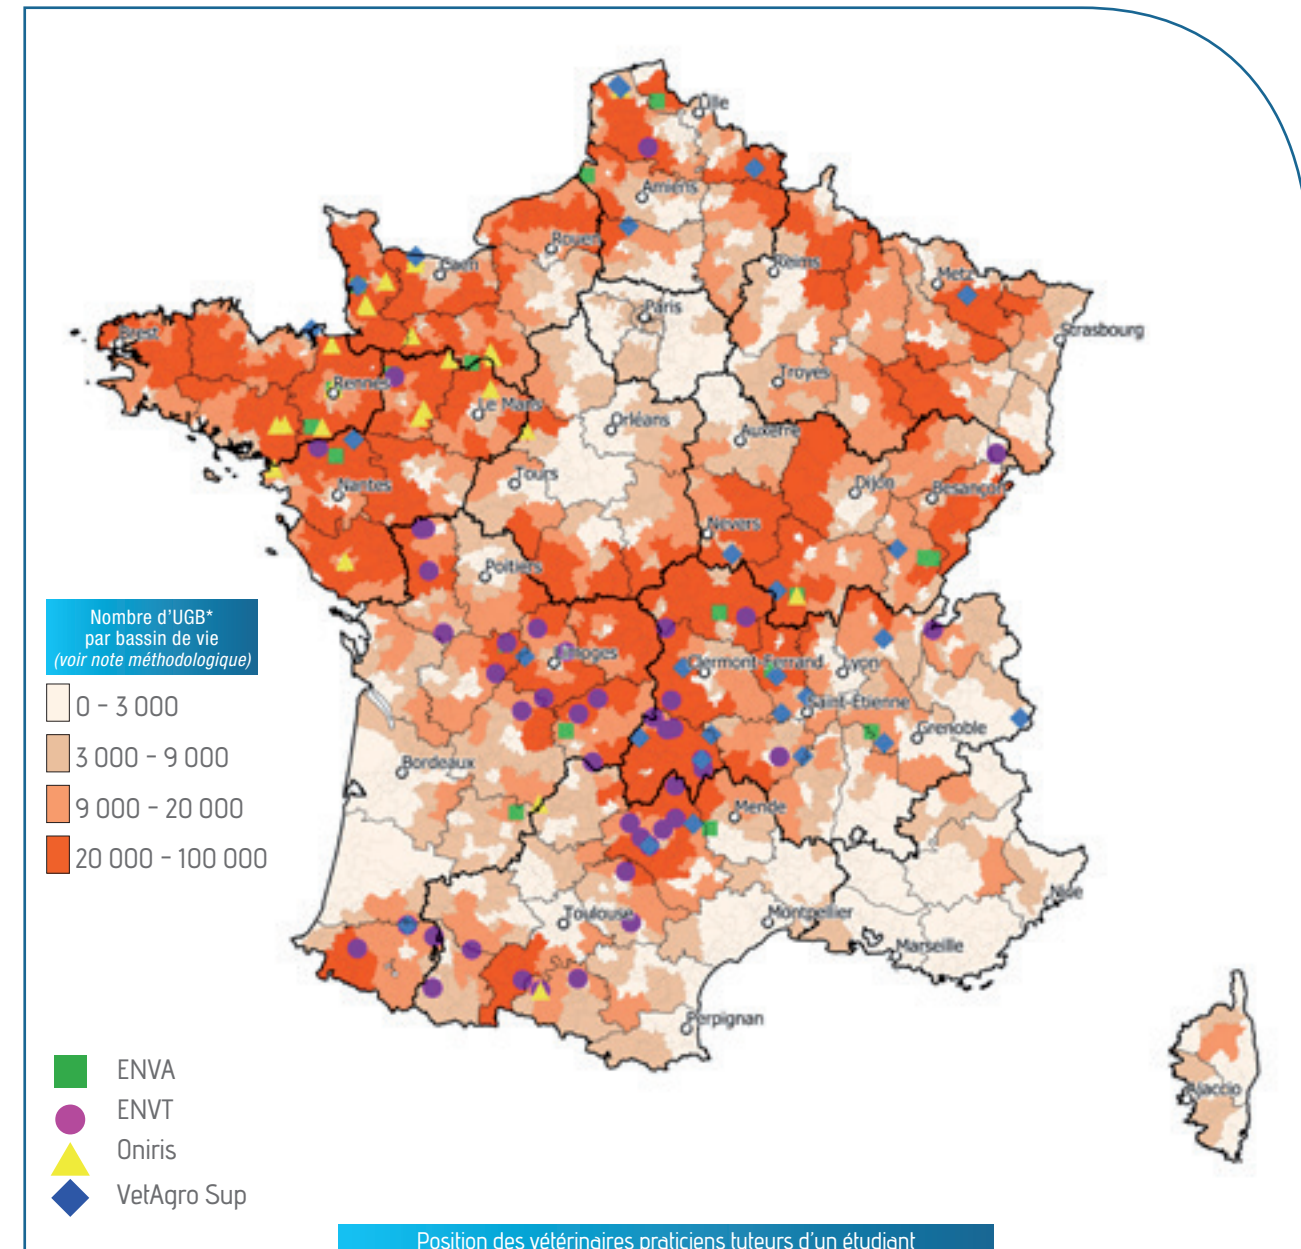 Lille
Amiens
Rouen
Caen
Reims
Metz
Paris
Strasbourg
Brest
Rennes
Troyes
Le Mans
Orléans
Auxerre
Tours
Dijon
Besançon
Nantes
Nevers
Poitiers
Nombre d’UGB*
par bassin de vie
(voir note méthodologique)
0 – 3 000
3 000 – 9 000
9 000 – 20 000
20 000 – 100 000
Limoges
Clermont-Ferrand
Lyon
Saint-Étienne
Grenoble
Bordeaux
Mende
Nice
Toulouse
Montpellier
Marseille
Perpignan
Ajaccio
ENVA
ENVT
Oniris
VetAgro Sup
Position des vétérinaires praticiens tuteurs d’un étudiant